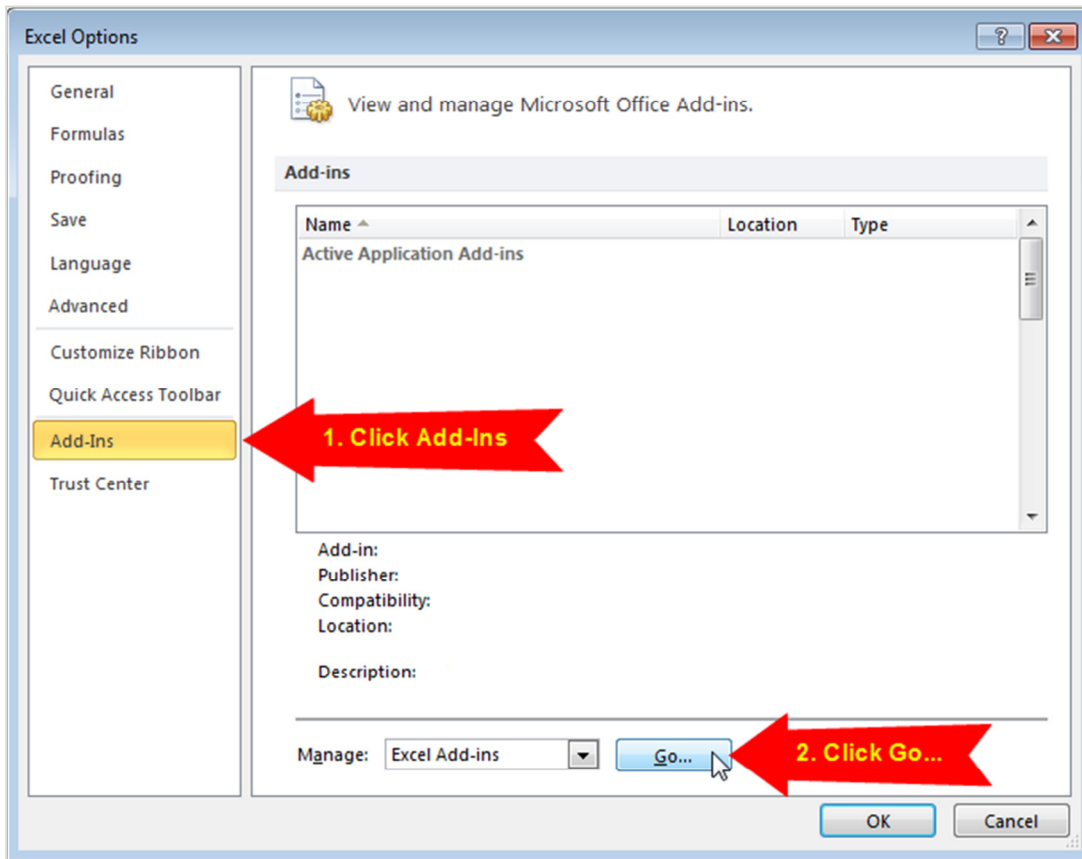 Excel Options
General
Formulas
Proofing
Save
Language
Advanced
Customize Ribbon
Quick Access Toolbar
Add-Ins
Trust Center
View and manage Microsoft Office Add-ins.
Add-ins
Name Location Type
Active Application Add-ins
1. Click Add-Ins
Add-in:
Publisher:
Compatibility:
Location:
Description:
Manage: Excel Add-ins Go...
2. Click Go...
OK Cancel